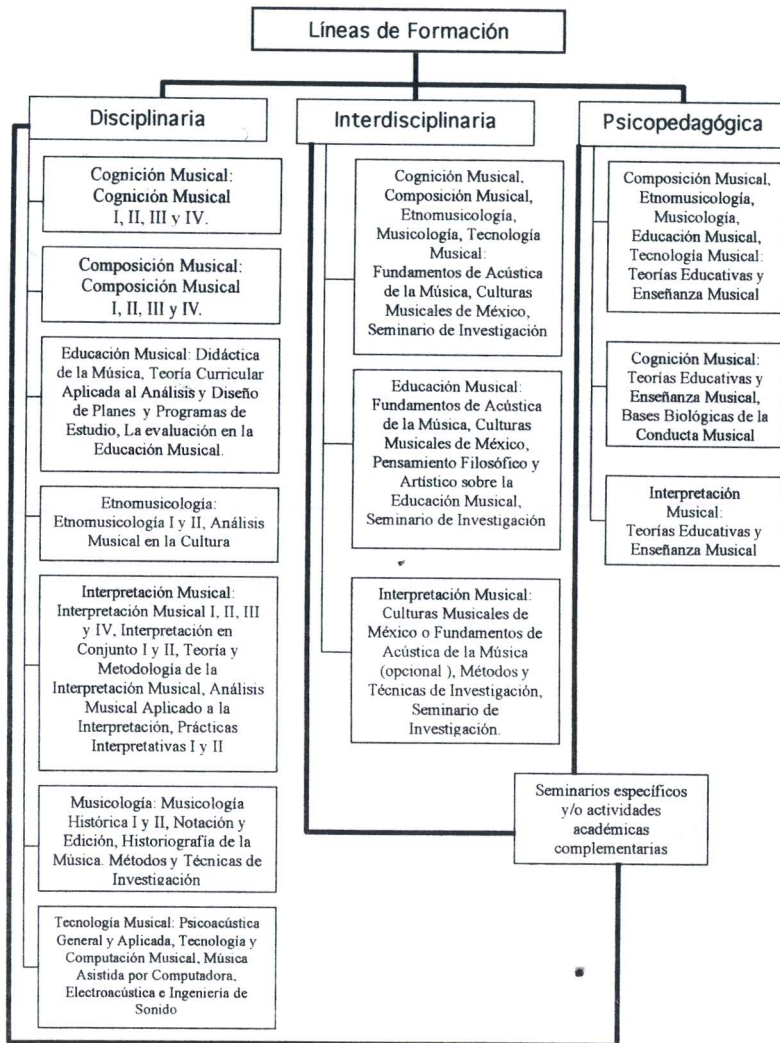 Líneas de Formación
Disciplinaria
Cognición Musical:
Cognición Musical
I, II, III y IV.
Composición Musical:
Composición Musical
I, II, III y IV.
Educación Musical: Didáctica
de la Música, Teoría Curricular
Aplicada al Análisis y Diseño
de Planes y Programas de
Estudio, La evaluación en la
Educación Musical.
Etnomusicología:
Etnomusicología I y II, Análisis
Musical en la Cultura
Interpretación Musical:
Interpretación Musical I, II, III
y IV, Interpretación en
Conjunto I y II, Teoría y
Metodología de la
Interpretación Musical, Análisis
Musical Aplicado a la
Interpretación, Prácticas
Interpretativas I y II
Musicología: Musicología
Histórica I y II, Notación y
Edición, Historiografía de la
Música. Métodos y Técnicas de
Investigación
Tecnología Musical: Psicoacústica
General y Aplicada, Tecnología y
Computación Musical, Música
Asistida por Computadora,
Electroacústica e Ingeniería de
Sonido
Interdisciplinaria
Cognición Musical,
Composición Musical,
Etnomusicología,
Musicología, Tecnología
Musical:
Fundamentos de Acústica
de la Música, Culturas
Musicales de México,
Seminario de Investigación
Educación Musical:
Fundamentos de Acústica
de la Música, Culturas
Musicales de México,
Pensamiento Filosófico y
Artístico sobre la
Educación Musical,
Seminario de Investigación
Interpretación Musical:
Culturas Musicales de
México o Fundamentos de
Acústica de la Música
(opcional ), Métodos y
Técnicas de Investigación,
Seminario de
Investigación.
Psicopedagógica
Composición Musical,
Etnomusicología,
Musicología,
Educación Musical,
Tecnología Musical:
Teorías Educativas y
Enseñanza Musical
Cognición Musical:
Teorías Educativas y
Enseñanza Musical,
Bases Biológicas de la
Conducta Musical
Interpretación
Musical:
Teorías Educativas y
Enseñanza Musical
Seminarios específicos
y/o actividades
académicas
complementarias